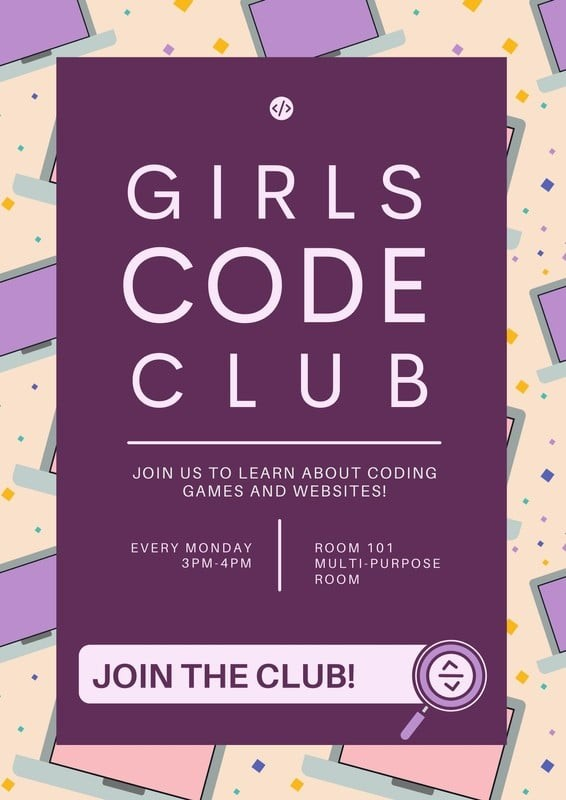 </>
GIRLS
CODE
CLUB
JOIN US TO LEARN ABOUT CODING
GAMES AND WEBSITES!
EVERY MONDAY
3PM-4PM
ROOM 101
MULTI-PURPOSE
ROOM
JOIN THE CLUB!